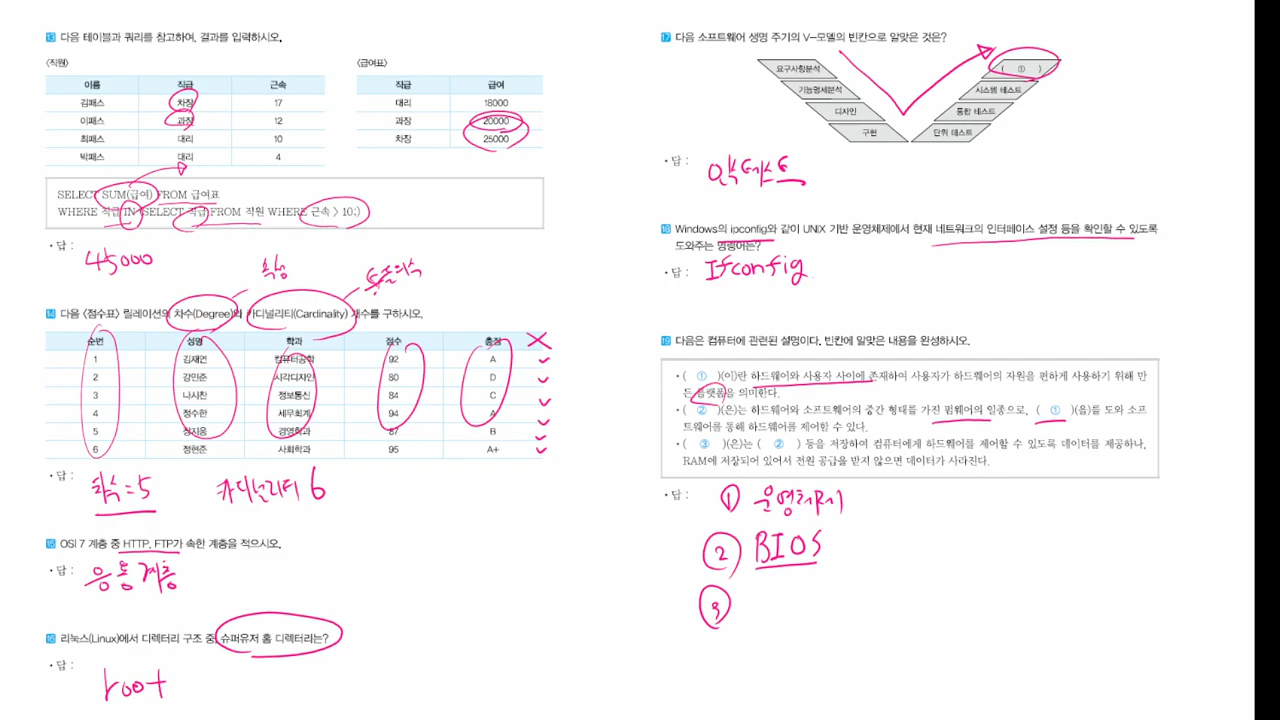 13 다음 테이블과 쿼리를 참고하여, 결과를 입력하시오.
〈직원〉
이름 직급 근속
김패스 차장 17
이패스 과장 12
최패스 대리 10
박패스 대리 4
〈급여표〉
직급 급여
대리 18000
과장 20000
차장 25000
SELECT SUM(급여) FROM 급여표
WHERE 직급 IN (SELECT 직급 FROM 직원 WHERE 근속 > 10;)
• 답 :
45000
속성
튜플의 수
14 다음 〈점수표〉 릴레이션의 차수(Degree)와 카디널리티(Cardinality) 개수를 구하시오.
순번 성명 학과 점수 총점
1 김재연 컴퓨터공학 92 A
2 강민준 시각디자인 80 D
3 나시찬 정보통신 84 C
4 정수한 세무회계 94 A
5 경영학과 87 B
6 정현준 사회학과 95 A+
• 답 :
차수=5 카디널리티 6
15 OSI 7 계층 중 HTTP, FTP가 속한 계층을 적으시오.
• 답 :
응용계층
16 리눅스(Linux)에서 디렉터리 구조 중, 슈퍼유저 홈 디렉터리는?
• 답 :
root
17 다음 소프트웨어 생명 주기의 V-모델의 빈칸으로 알맞은 것은?
요구사항분석 ( ① )
기능명세분석 시스템 테스트
디자인 통합 테스트
구현 단위 테스트
• 답 :
인수테스트
18 Windows의 ipconfig와 같이 UNIX 기반 운영체제에서 현재 네트워크의 인터페이스 설정 등을 확인할 수 있도록
도와주는 명령어는?
• 답 :
Ifconfig
19 다음은 컴퓨터에 관련된 설명이다. 빈칸에 알맞은 내용을 완성하시오.
• ( ① )(이)란 하드웨어와 사용자 사이에 존재하여 사용자가 하드웨어의 자원을 편하게 사용하기 위해 만
든 플랫폼을 의미한다.
• ( ② )(은)는 하드웨어와 소프트웨어의 중간 형태를 가진 펌웨어의 일종으로, ( ① )(을)를 도와 소프
트웨어를 통해 하드웨어를 제어할 수 있다.
• ( ③ )(은)는 ( ② ) 등을 저장하여 컴퓨터에게 하드웨어를 제어할 수 있도록 데이터를 제공하나,
RAM에 저장되어 있어서 전원 공급을 받지 않으면 데이터가 사라진다.
• 답 :
① 운영체제
② BIOS
③